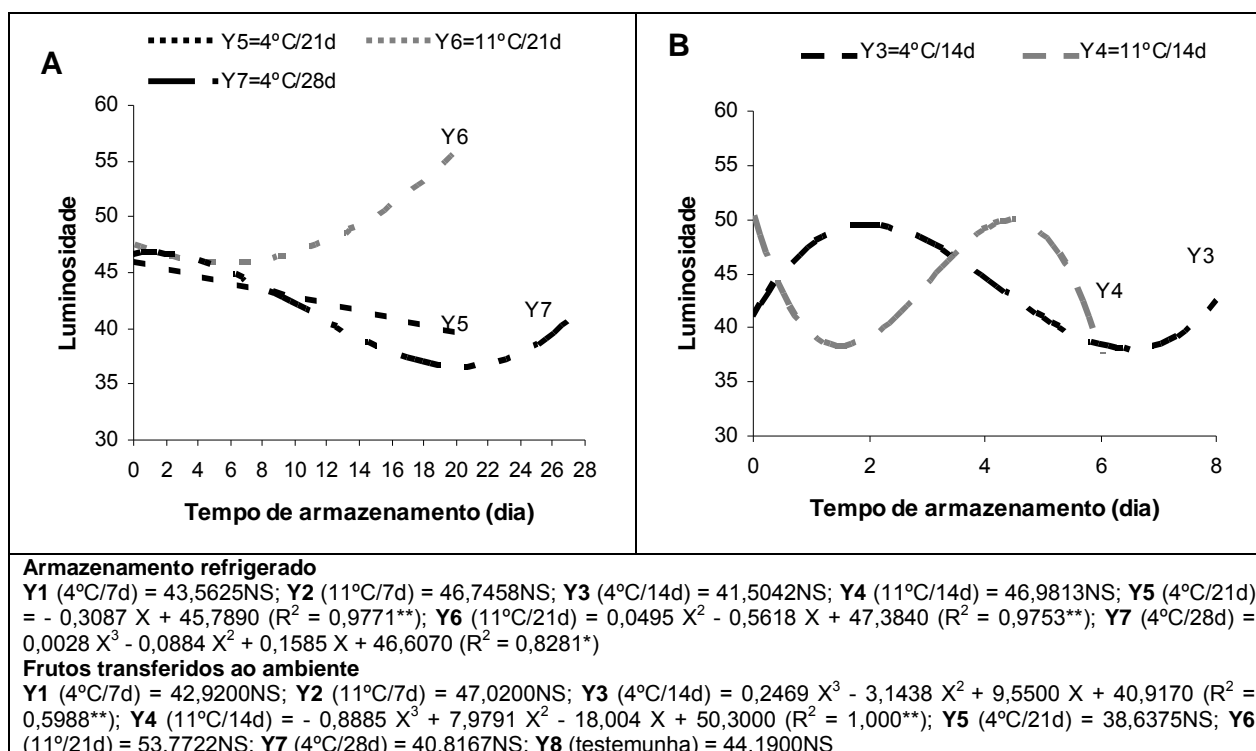 A
Y5=4ºC/21d
Y6=11ºC/21d
Y7=4ºC/28d
60
55
50
45
40
35
30
Luminosidade
Y6
Y5
Y7
0 2 4 6 8 10 12 14 16 18 20 22 24 26 28
Tempo de armazenamento (dia)
B
Y3=4ºC/14d
Y4=11ºC/14d
60
55
50
45
40
35
30
Luminosidade
Y3
Y4
0 2 4 6 8
Tempo de armazenamento (dia)
Armazenamento refrigerado
Y1 (4ºC/7d) = 43,5625NS; Y2 (11ºC/7d) = 46,7458NS; Y3 (4ºC/14d) = 41,5042NS; Y4 (11ºC/14d) = 46,9813NS; Y5 (4ºC/21d)
= - 0,3087 X + 45,7890 (R² = 0,9771**); Y6 (11ºC/21d) = 0,0495 X² - 0,5618 X + 47,3840 (R² = 0,9753**); Y7 (4ºC/28d) =
0,0028 X³ - 0,0884 X² + 0,1585 X + 46,6070 (R² = 0,8281*)
Frutos transferidos ao ambiente
Y1 (4ºC/7d) = 42,9200NS; Y2 (11ºC/7d) = 47,0200NS; Y3 (4ºC/14d) = 0,2469 X³ - 3,1438 X² + 9,5500 X + 40,9170 (R² =
0,5988**); Y4 (11ºC/14d) = - 0,8885 X³ + 7,9791 X² - 18,004 X + 50,3000 (R² = 1,000**); Y5 (4ºC/21d) = 38,6375NS; Y6
(11º/21d) = 53,7722NS; Y7 (4ºC/28d) = 40,8167NS; Y8 (testemunha) = 44,1900NS